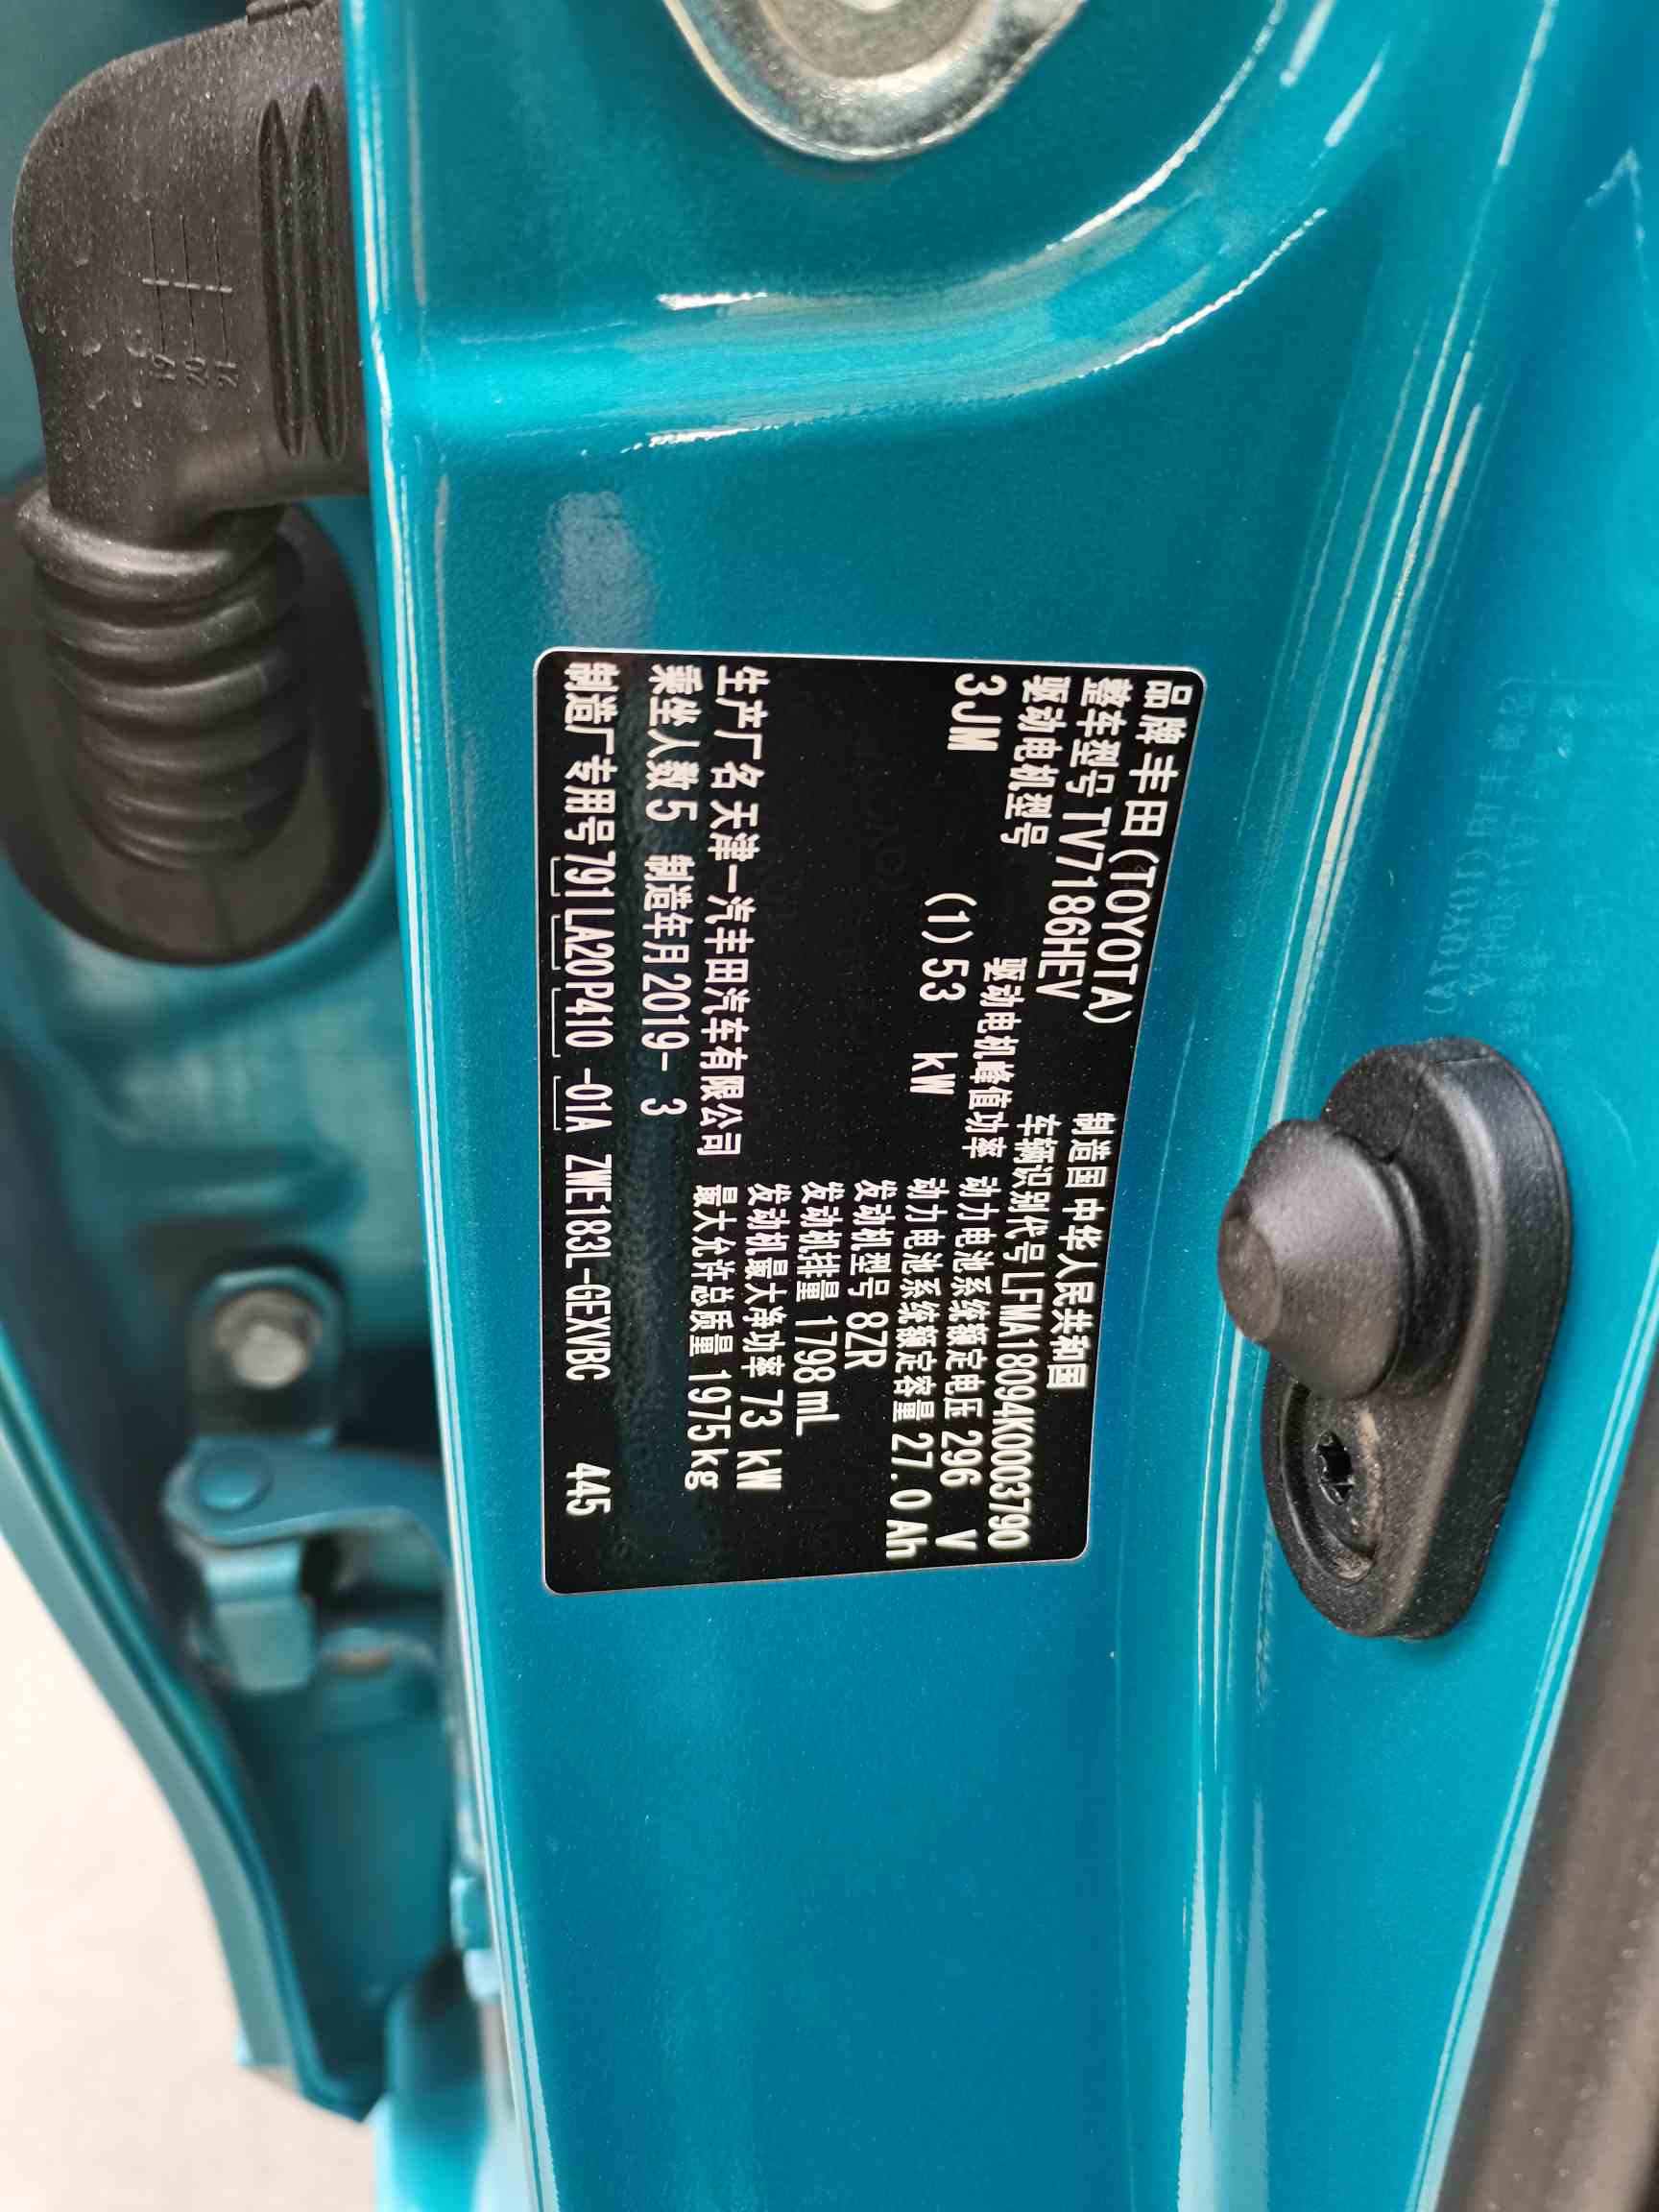 品牌 丰田(TOYOTA)
制造国 中华人民共和国
整车型号 TV7186HEV
车辆识别代号 LFMA18094K0003790
驱动电机型号
驱动电机峰值功率
动力电池系统额定电压 296 V
3JM
(1) 53 kW
动力电池系统额定容量 27.0 Ah
发动机型号 8ZR
发动机排量 1798mL
发动机最大净功率 73 kW
生产厂名 天津一汽丰田汽车有限公司
最大允许总质量 1975kg
乘坐人数 5 制造年月 2019- 3
制造厂专用号 791LA20P410 -01A ZWE183L-GEXVBC 445
19
20
21